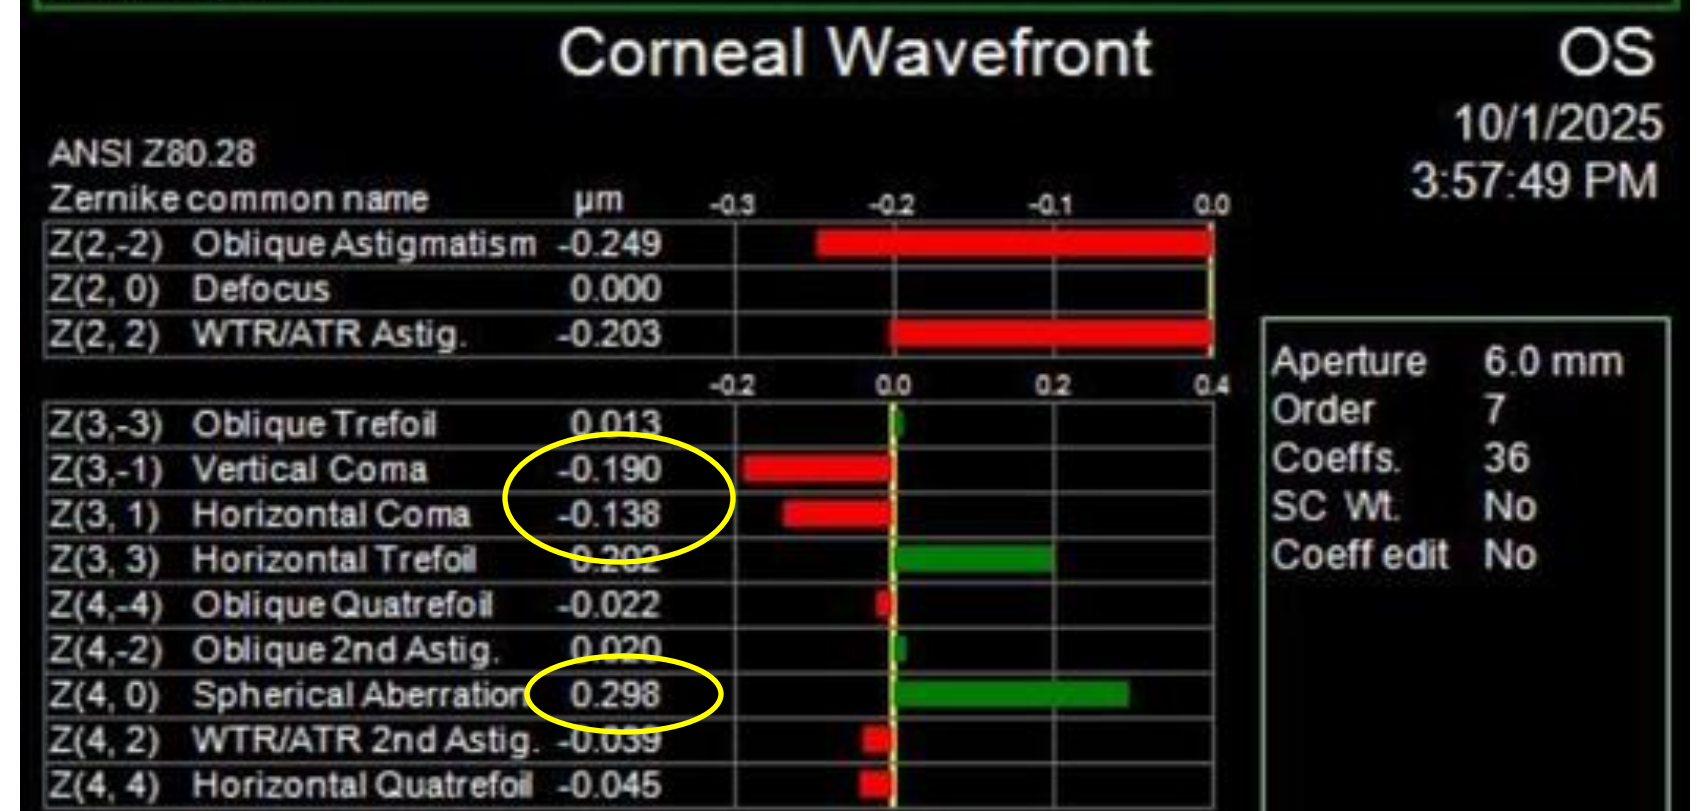 Corneal Wavefront OS
10/1/2025
3:57:49 PM
ANSI Z80.28
Zernike common name µm -0.3 -0.2 -0.1 0.0
Z(2,-2) Oblique Astigmatism -0.249
Z(2, 0) Defocus 0.000
Z(2, 2) WTR/ATR Astig. -0.203
-0.2 0.0 0.2 0.4
Z(3,-3) Oblique Trefoil 0.013
Z(3,-1) Vertical Coma -0.190
Z(3, 1) Horizontal Coma -0.138
Z(3, 3) Horizontal Trefoil 0.202
Z(4,-4) Oblique Quatrefoil -0.022
Z(4,-2) Oblique 2nd Astig. 0.020
Z(4, 0) Spherical Aberration 0.298
Z(4, 2) WTR/ATR 2nd Astig. -0.039
Z(4, 4) Horizontal Quatrefoil -0.045
Aperture 6.0 mm
Order 7
Coeffs. 36
SC Wt. No
Coeff edit No